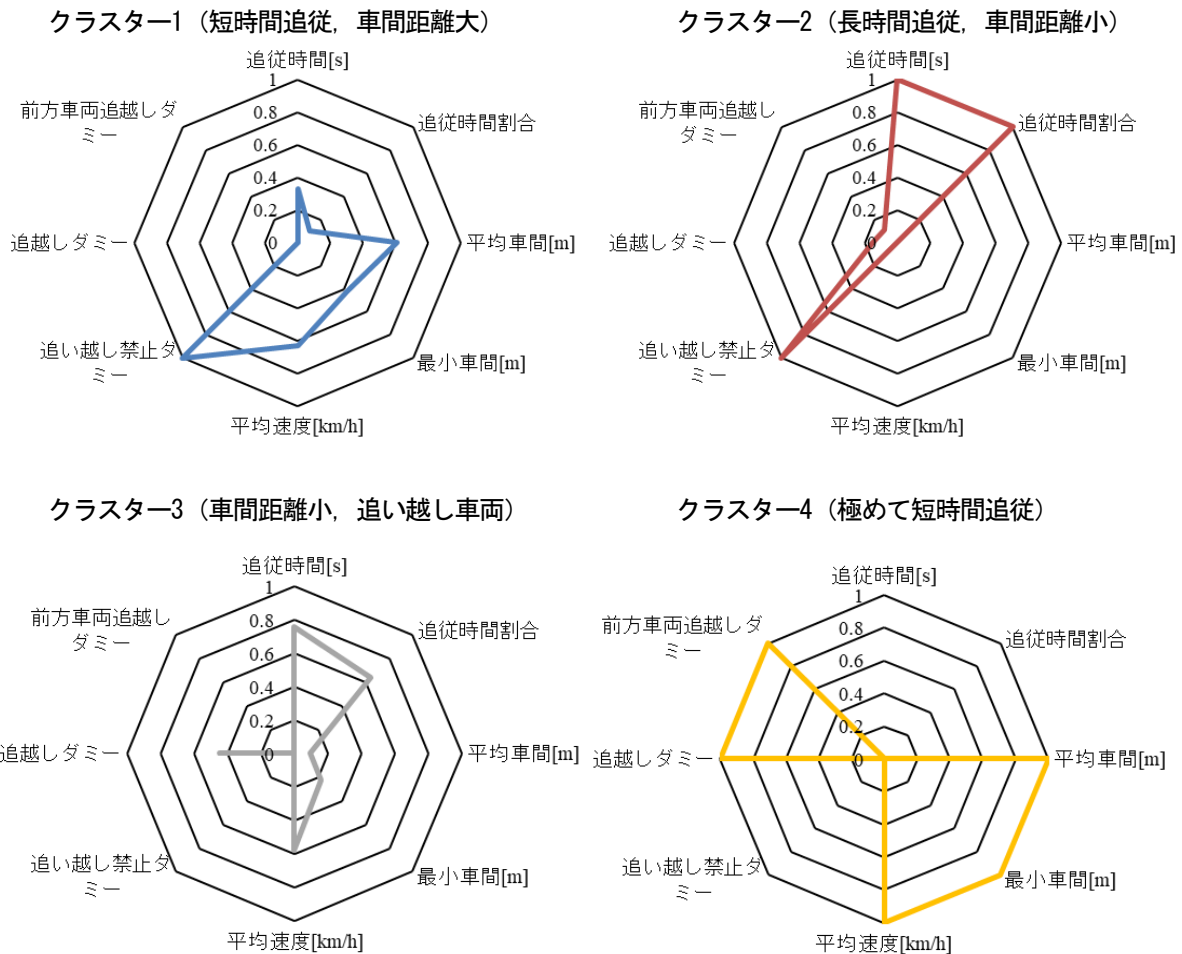 クラスター1（短時間追従，車間距離大）
追従時間[s]
1
0.8
0.6
0.4
0.2
0
追従時間割合
平均車間[m]
最小車間[m]
平均速度[km/h]
追い越し禁止ダ
ミー
追越しダミー
前方車両追越しダ
ミー
クラスター2（長時間追従，車間距離小）
追従時間[s]
1
0.8
0.6
0.4
0.2
0
追従時間割合
平均車間[m]
最小車間[m]
平均速度[km/h]
追い越し禁止ダ
ミー
追越しダミー
前方車両追越し
ダミー
クラスター3（車間距離小，追い越し車両）
追従時間[s]
1
0.8
0.6
0.4
0.2
0
追従時間割合
平均車間[m]
最小車間[m]
平均速度[km/h]
追い越し禁止ダ
ミー
追越しダミー
前方車両追越し
ダミー
クラスター4（極めて短時間追従）
追従時間[s]
1
0.8
0.6
0.4
0.2
0
追従時間割合
平均車間[m]
最小車間[m]
平均速度[km/h]
追い越し禁止ダ
ミー
追越しダミー
前方車両追越しダ
ミー